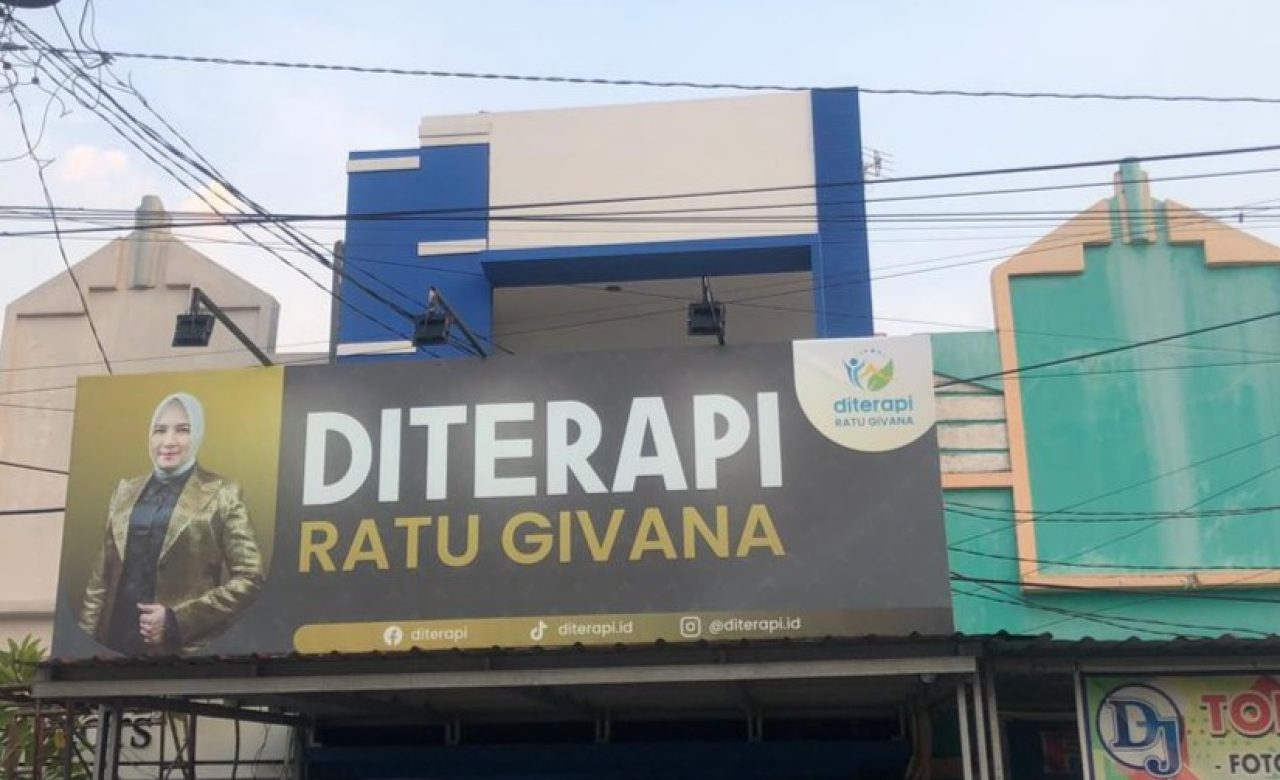 DITERAPI
RATU GIVANA
diterapi
RATU GIVANA
diterapi
diterapi.id
@diterapi.id
DJ
- FOTO